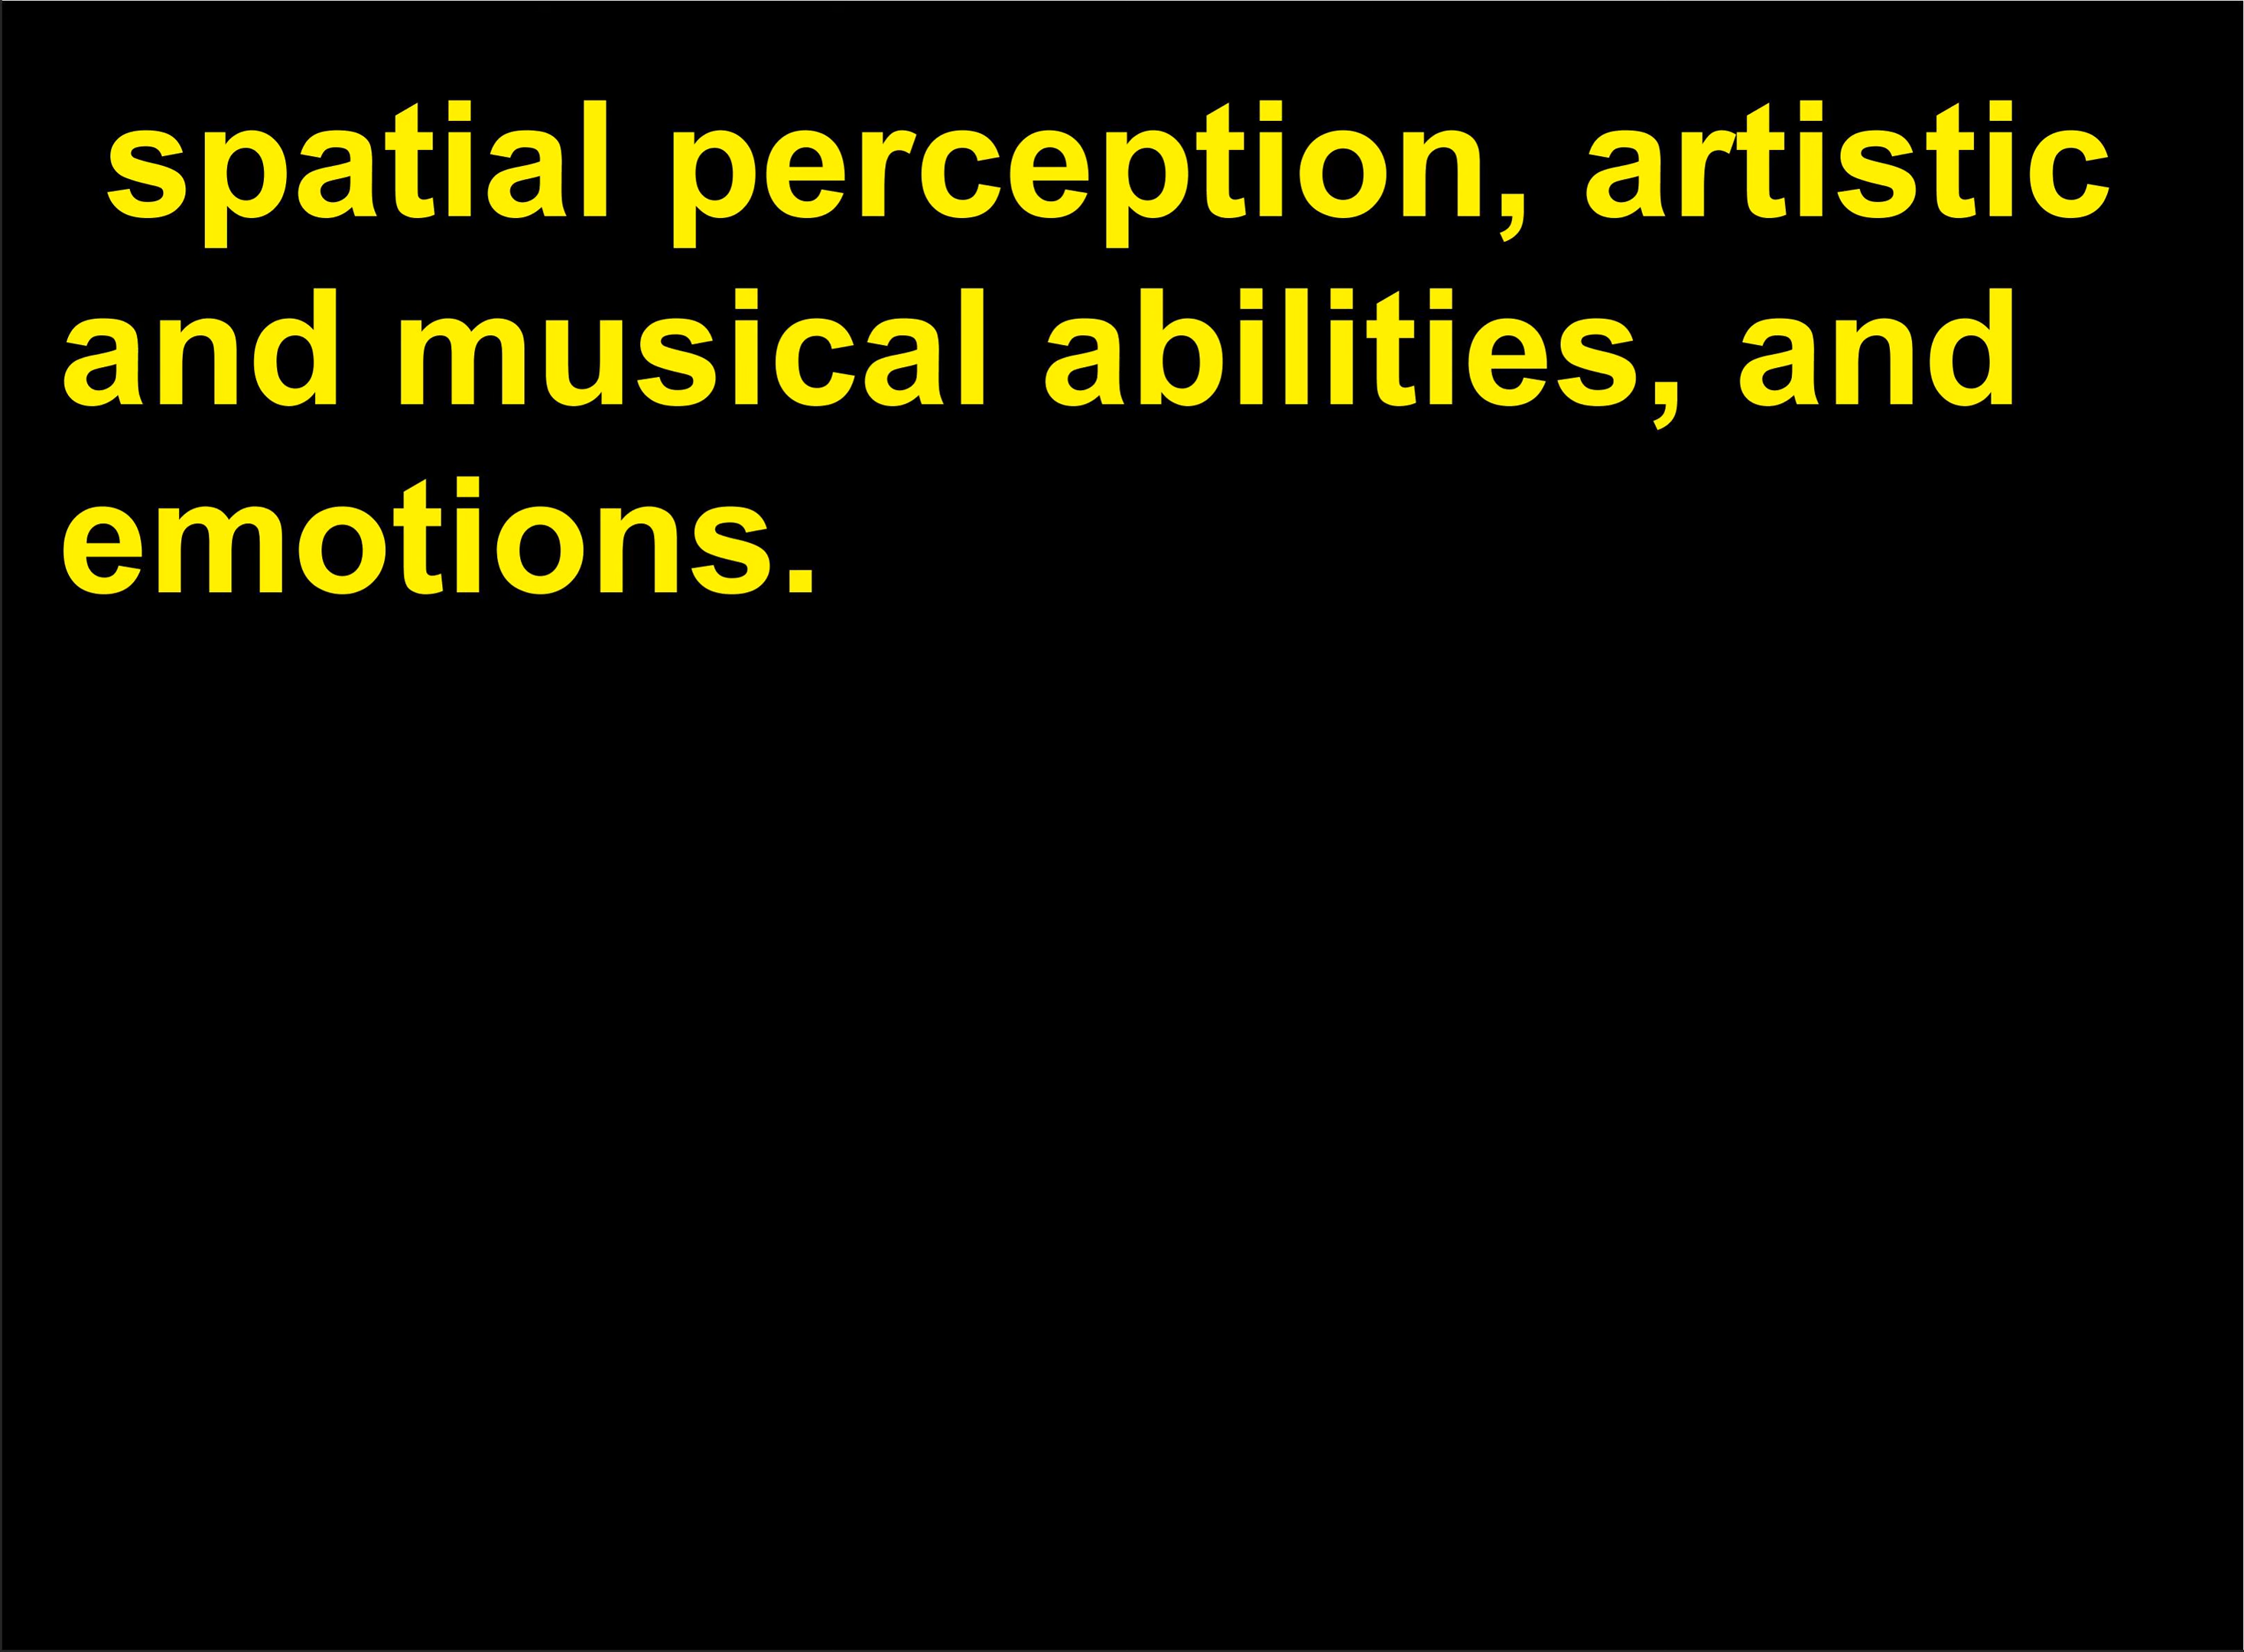 spatial perception, artistic
and musical abilities, and
emotions.